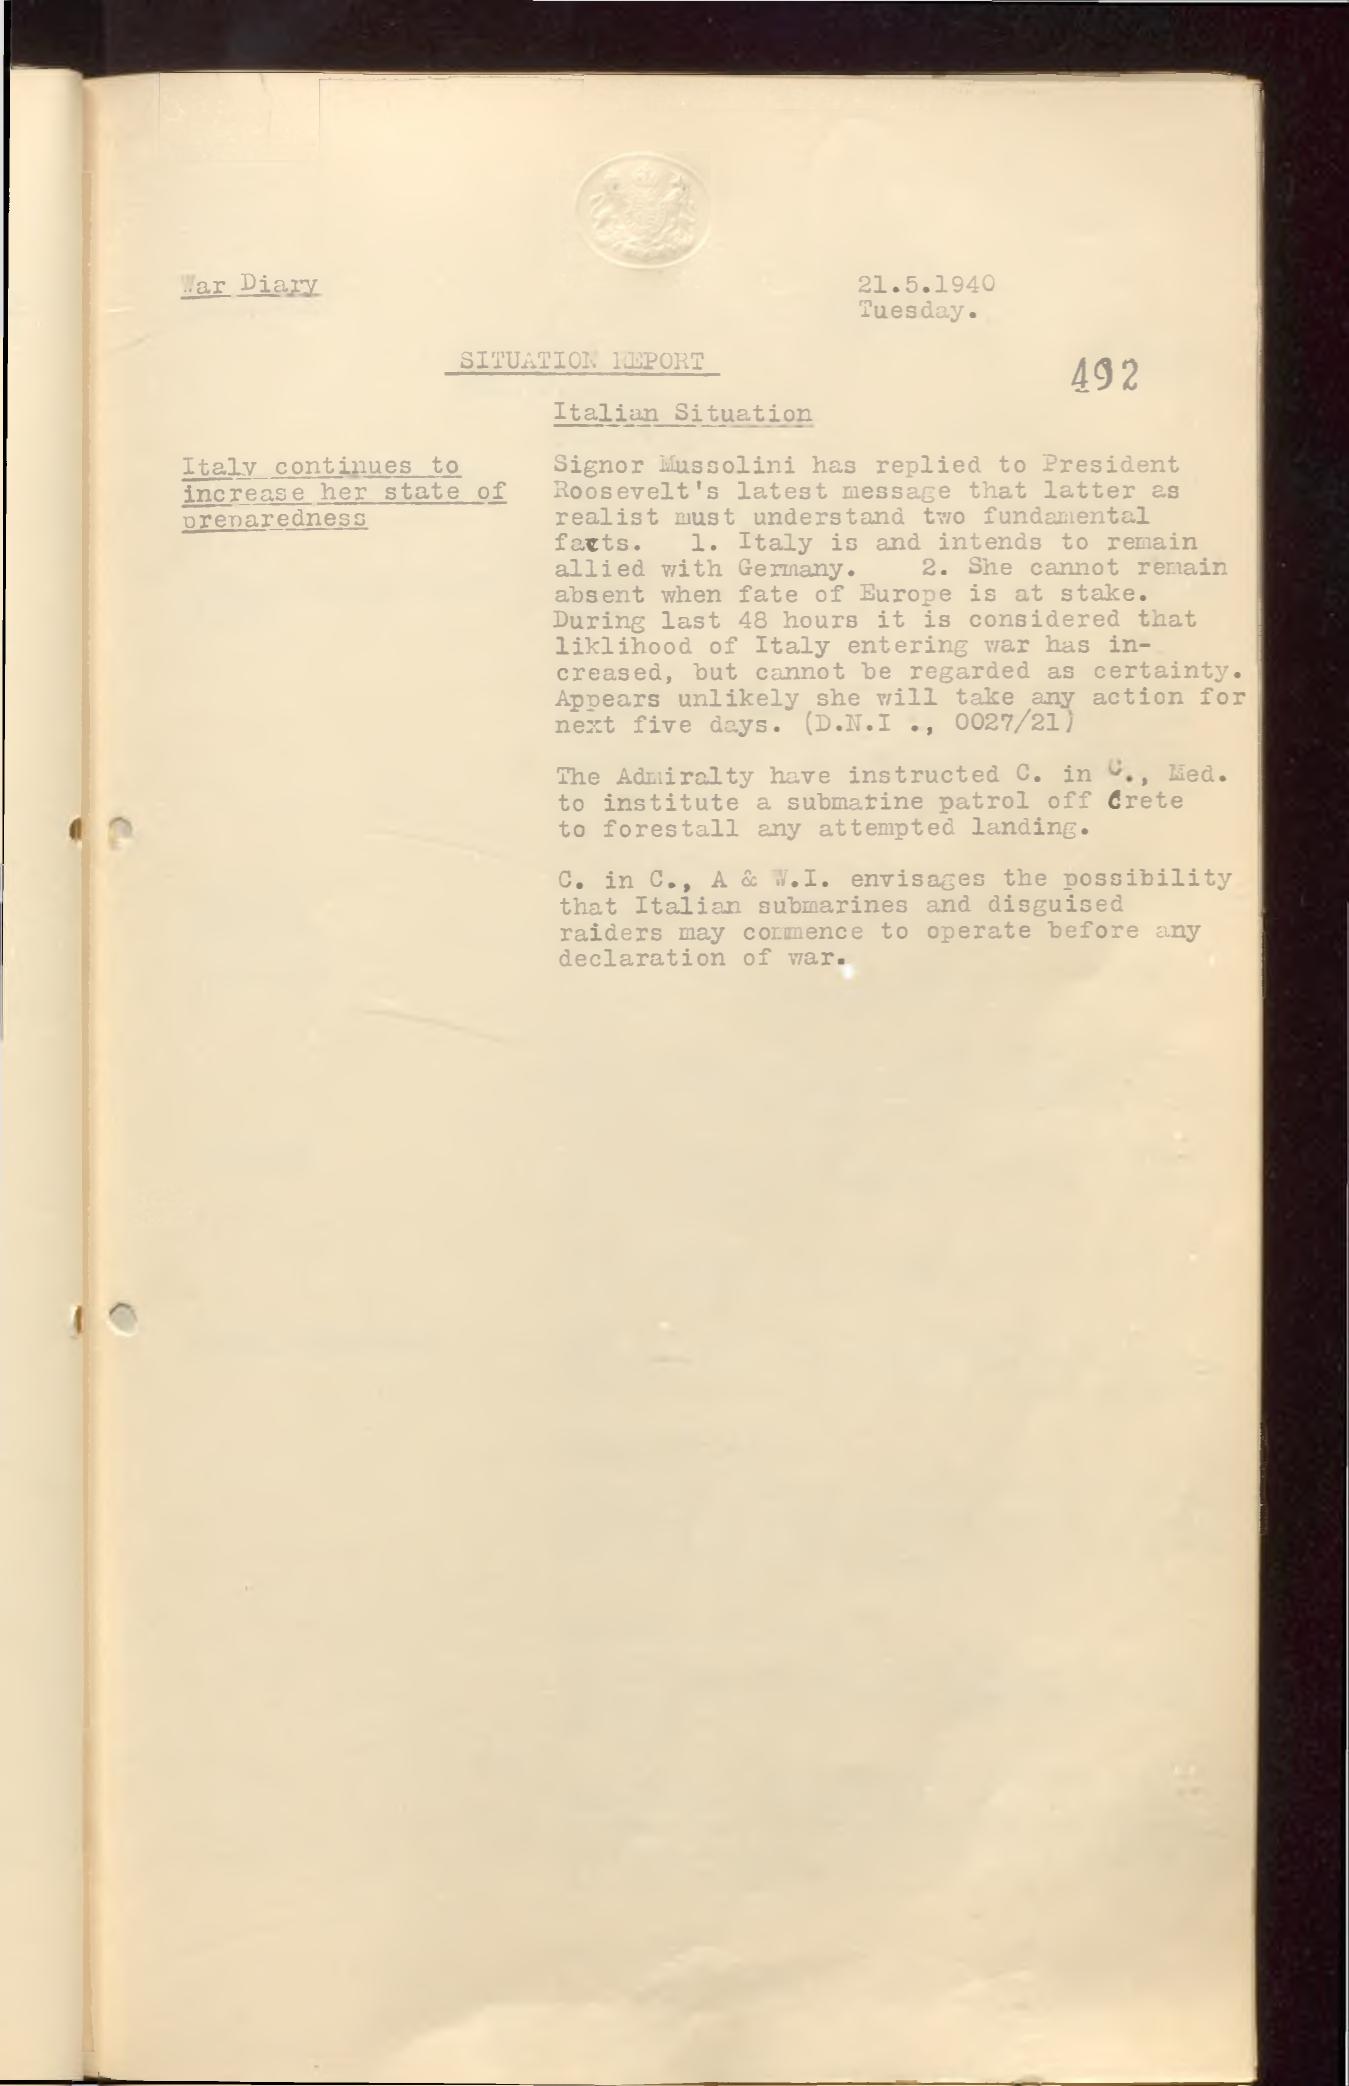 War Diary
21.5.1940
Tuesday.
SITUATION REPORT
492
Italian Situation
Italy continues to
increase her state of
preparedness
Signor Mussolini has replied to President
Roosevelt's latest message that latter as
realist must understand two fundamental
facts. 1. Italy is and intends to remain
allied with Germany. 2. She cannot remain
absent when fate of Europe is at stake.
During last 48 hours it is considered that
liklihood of Italy entering war has in-
creased, but cannot be regarded as certainty.
Appears unlikely she will take any action for
next five days. (D.N.I ., 0027/21)
The Admiralty have instructed C. in C., Med.
to institute a submarine patrol off Crete
to forestall any attempted landing.
C. in C., A & W.I. envisages the possibility
that Italian submarines and disguised
raiders may commence to operate before any
declaration of war.